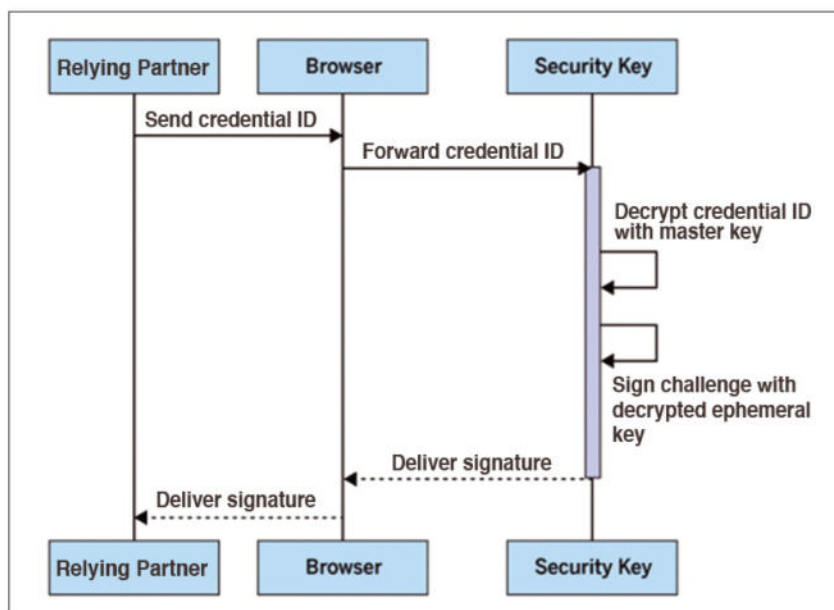 Relying Partner
Browser
Security Key
Send credential ID
Forward credential ID
Decrypt credential ID
with master key
Sign challenge with
decrypted ephemeral
key
Deliver signature
Deliver signature
Relying Partner
Browser
Security Key